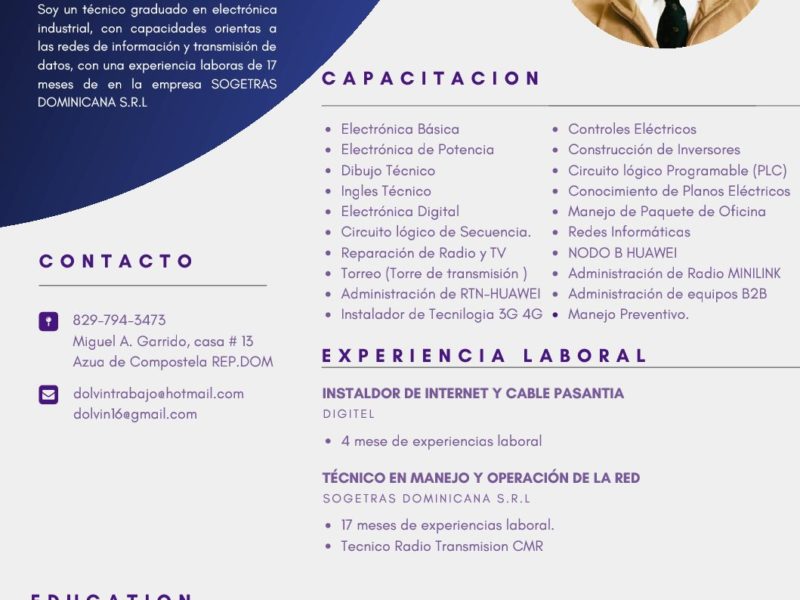 Soy un técnico graduado en electrónica
industrial, con capacidades orientas a
las redes de información y transmisión de
datos, con una experiencia laboras de 17
meses de en la empresa SOGETRAS
DOMINICANA S.R.L
CONTACTO
829-794-3473
Miguel A. Garrido, casa # 13
Azua de Compostela REP.DOM
dolvintrabajo@hotmail.com
dolvin16@gmail.com
EDUCATION
CAPACITACION
• Electrónica Básica
• Electrónica de Potencia
• Dibujo Técnico
• Ingles Técnico
• Electrónica Digital
• Circuito lógico de Secuencia.
• Reparación de Radio y TV
• Torreo (Torre de transmisión )
• Administración de RTN-HUAWEI
• Instalador de Tecnilogia 3G 4G
• Controles Eléctricos
• Construcción de Inversores
• Circuito lógico Programable (PLC)
• Conocimiento de Planos Eléctricos
• Manejo de Paquete de Oficina
• Redes Informáticas
• NODO B HUAWEI
• Administración de Radio MINILINK
• Administración de equipos B2B
• Manejo Preventivo.
EXPERIENCIA LABORAL
INSTALDOR DE INTERNET Y CABLE PASANTIA
DIGITEL
• 4 mese de experiencias laboral
TÉCNICO EN MANEJO Y OPERACIÓN DE LA RED
SOGETRAS DOMINICANA S.R.L
• 17 meses de experiencias laboral.
• Tecnico Radio Transmision CMR